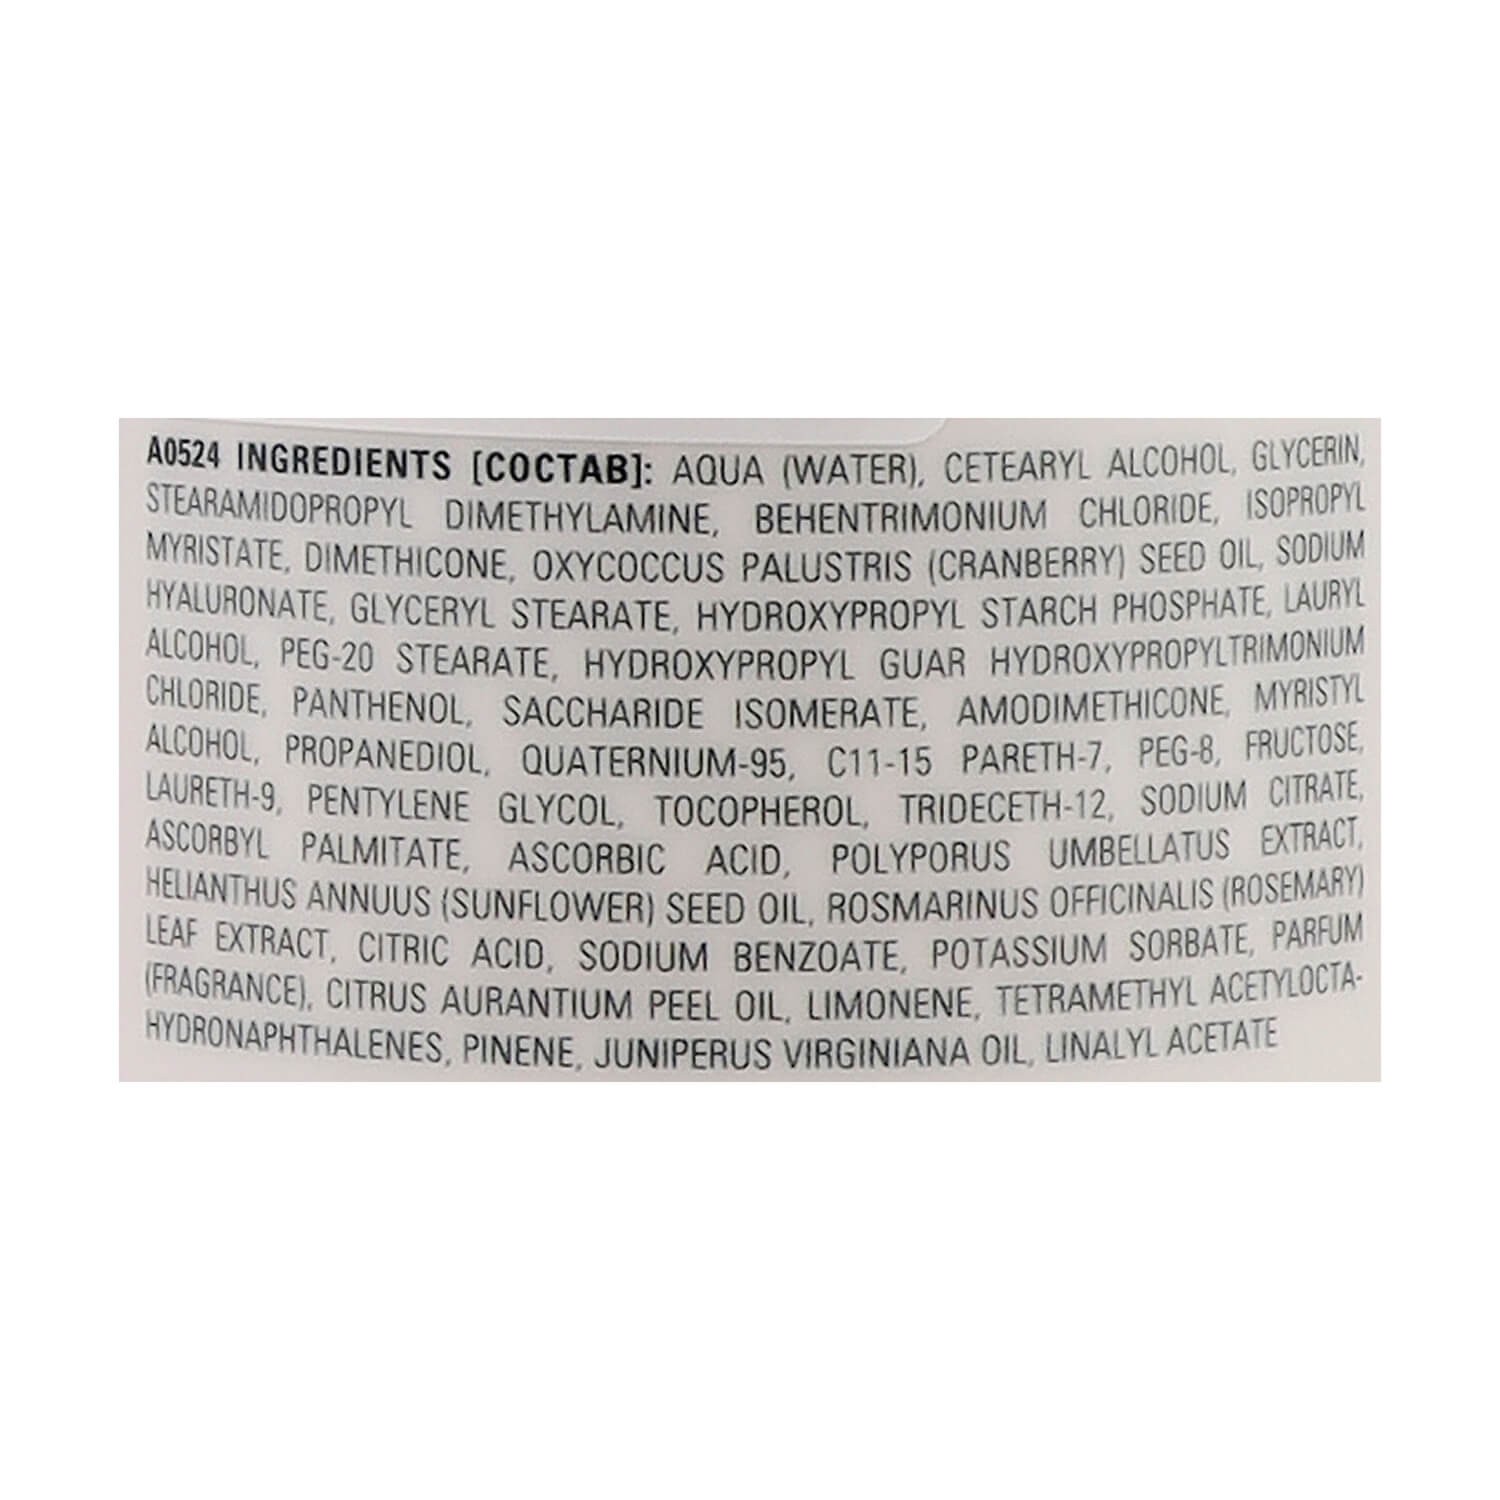 A0524 INGREDIENTS [СОСТАВ]: AQUA (WATER), CETEARYL ALCOHOL, GLYCERIN,
STEARAMIDOPROPYL DIMETHYLAMINE, BEHENTRIMONIUM CHLORIDE, ISOPROPYL
MYRISTATE, DIMETHICONE, OXYCOCCUS PALUSTRIS (CRANBERRY) SEED OIL, SODIUM
HYALURONATE, GLYCERYL STEARATE, HYDROXYPROPYL STARCH PHOSPHATE, LAURYL
ALCOHOL, PEG-20 STEARATE, HYDROXYPROPYL GUAR HYDROXYPROPYLTRIMONIUM
CHLORIDE, PANTHENOL, SACCHARIDE ISOMERATE, AMODIMETHICONE, MYRISTYL
ALCOHOL, PROPANEDIOL, QUATERNIUM-95, C11-15 PARETH-7, PEG-8, FRUCTOSE,
LAURETH-9, PENTYLENE GLYCOL, TOCOPHEROL, TRIDECETH-12, SODIUM CITRATE,
ASCORBYL PALMITATE, ASCORBIC ACID, POLYPORUS UMBELLATUS EXTRACT,
HELIANTHUS ANNUUS (SUNFLOWER) SEED OIL, ROSMARINUS OFFICINALIS (ROSEMARY)
LEAF EXTRACT, CITRIC ACID, SODIUM BENZOATE, POTASSIUM SORBATE, PARFUM
(FRAGRANCE), CITRUS AURANTIUM PEEL OIL, LIMONENE, TETRAMETHYL ACETYLOCTA-
HYDRONAPHTHALENES, PINENE, JUNIPERUS VIRGINIANA OIL, LINALYL ACETATE